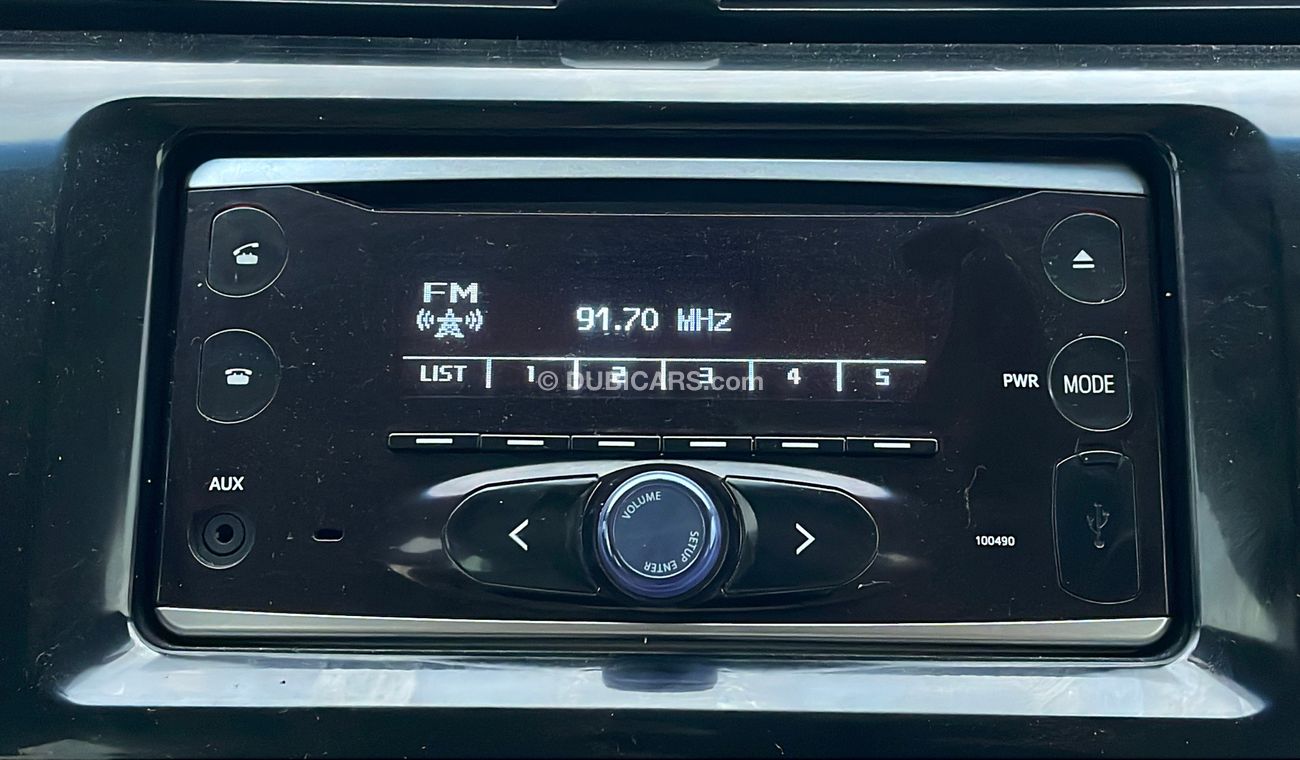 FM
91.70 MHz
LIST 1 2 3 4 5
© DUBICARS.com
PWR MODE
AUX
VOLUME
SETUP ENTER
100490